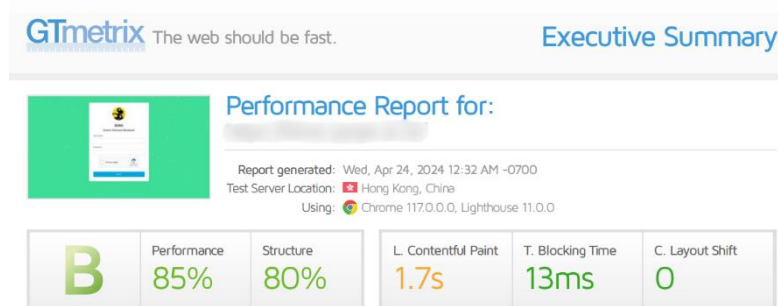 GTmetrix The web should be fast.
Executive Summary
Performance Report for:
Report generated: Wed, Apr 24, 2024 12:32 AM -0700
Test Server Location: Hong Kong, China
Using: Chrome 117.0.0.0, Lighthouse 11.0.0
B
Performance
85%
Structure
80%
L. Contentful Paint
1.7s
T. Blocking Time
13ms
C. Layout Shift
0